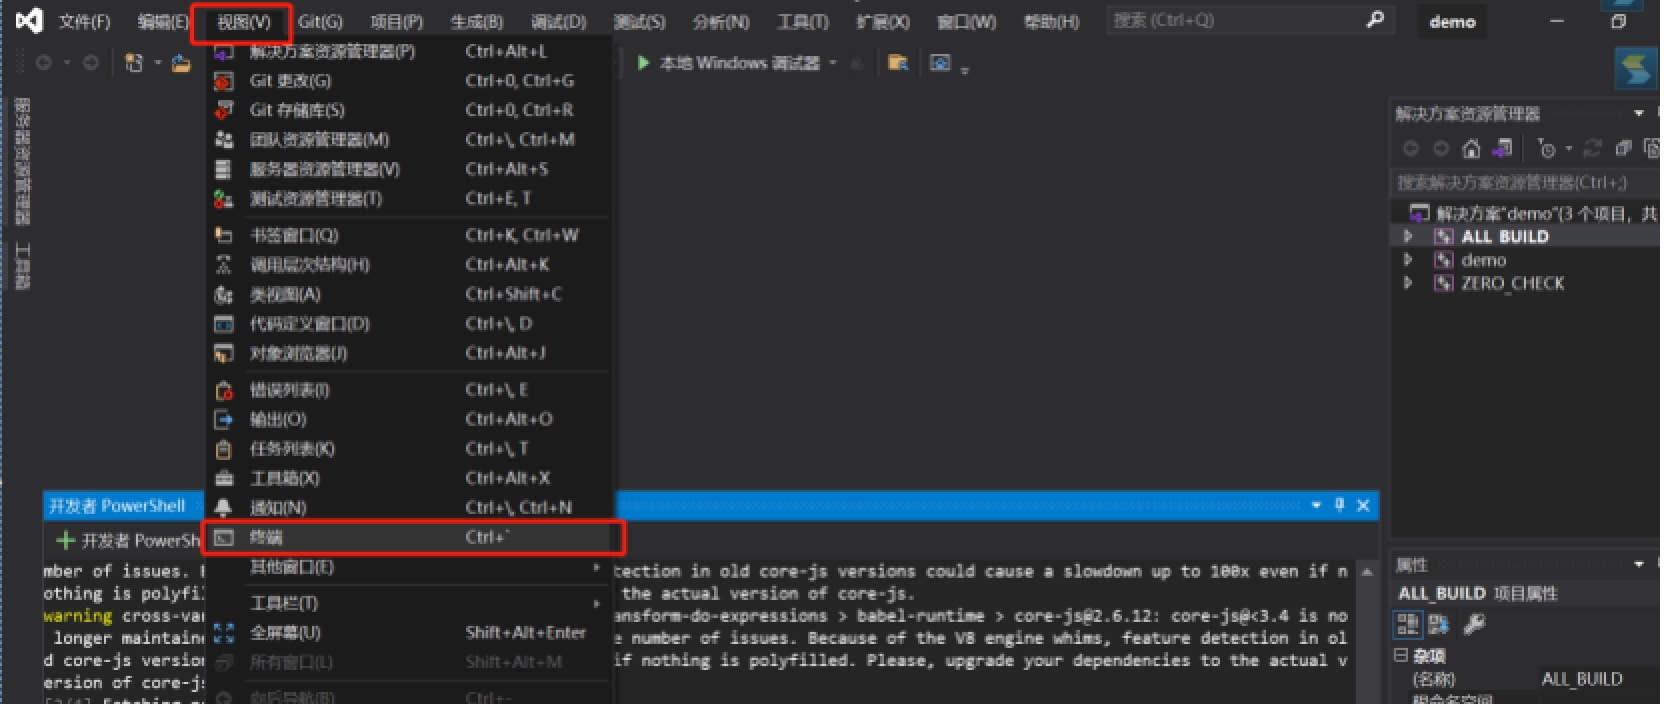 文件(F) 编辑(E) 视图(V) Git(G) 项目(P) 生成(B) 调试(D) 测试(S) 分析(N) 工具(T) 扩展(X) 窗口(W) 帮助(H) 搜索 (Ctrl+Q) demo
本地 Windows 调试器
服务器资源管理器
工具箱
解决方案资源管理器(P) Ctrl+Alt+L
Git 更改(G) Ctrl+0, Ctrl+G
Git 存储库(S) Ctrl+0, Ctrl+R
团队资源管理器(M) Ctrl+\, Ctrl+M
服务器资源管理器(V) Ctrl+Alt+S
测试资源管理器(T) Ctrl+E, T
书签窗口(Q) Ctrl+K, Ctrl+W
调用层次结构(H) Ctrl+Alt+K
类视图(A) Ctrl+Shift+C
代码定义窗口(D) Ctrl+\, D
对象浏览器(J) Ctrl+Alt+J
错误列表(I) Ctrl+\, E
输出(O) Ctrl+Alt+O
任务列表(K) Ctrl+\, T
工具箱(X) Ctrl+Alt+X
通知(N) Ctrl+\, Ctrl+N
终端 Ctrl+`
其他窗口(E)
工具栏(T)
全屏幕(U) Shift+Alt+Enter
所有窗口(L) Shift+Alt+M
向后导航(B) Ctrl+-
开发者 PowerShell
开发者 PowerSh
mber of issues. tection in old core-js versions could cause a slowdown up to 100x even if n
othing is polyfi the actual version of core-js.
warning cross-va ansform-do-expressions > babel-runtime > core-js@2.6.12: core-js@<3.4 is no
longer maintaine e number of issues. Because of the V8 engine whims, feature detection in ol
d core-js version if nothing is polyfilled. Please, upgrade your dependencies to the actual v
ersion of core-js
解决方案资源管理器
搜索解决方案资源管理器(Ctrl+;)
解决方案"demo"(3 个项目, 共
ALL_BUILD
demo
ZERO_CHECK
属性
ALL_BUILD 项目属性
杂项
(名称) ALL_BUILD
根命名空间